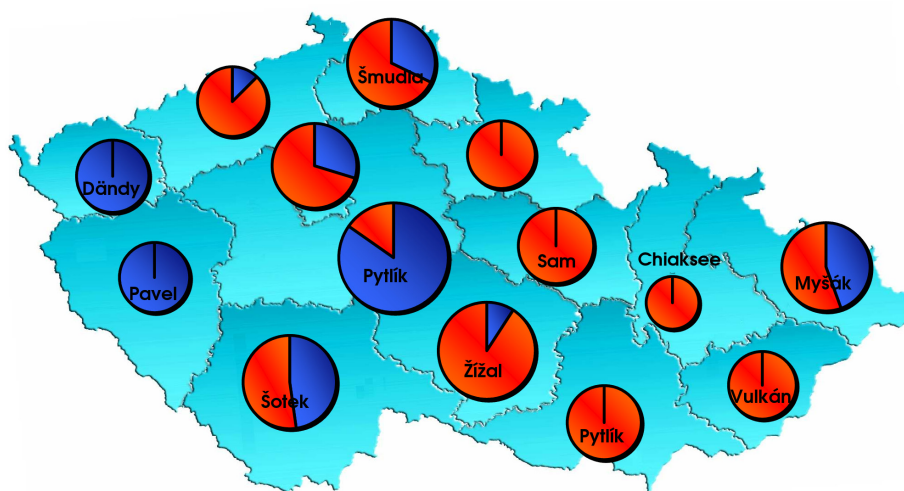 Šmudla
Dändy
Pytlík
Sam
Chiaksee
Myšák
Pavel
Žížal
Šotek
Vulkán
Pytlík